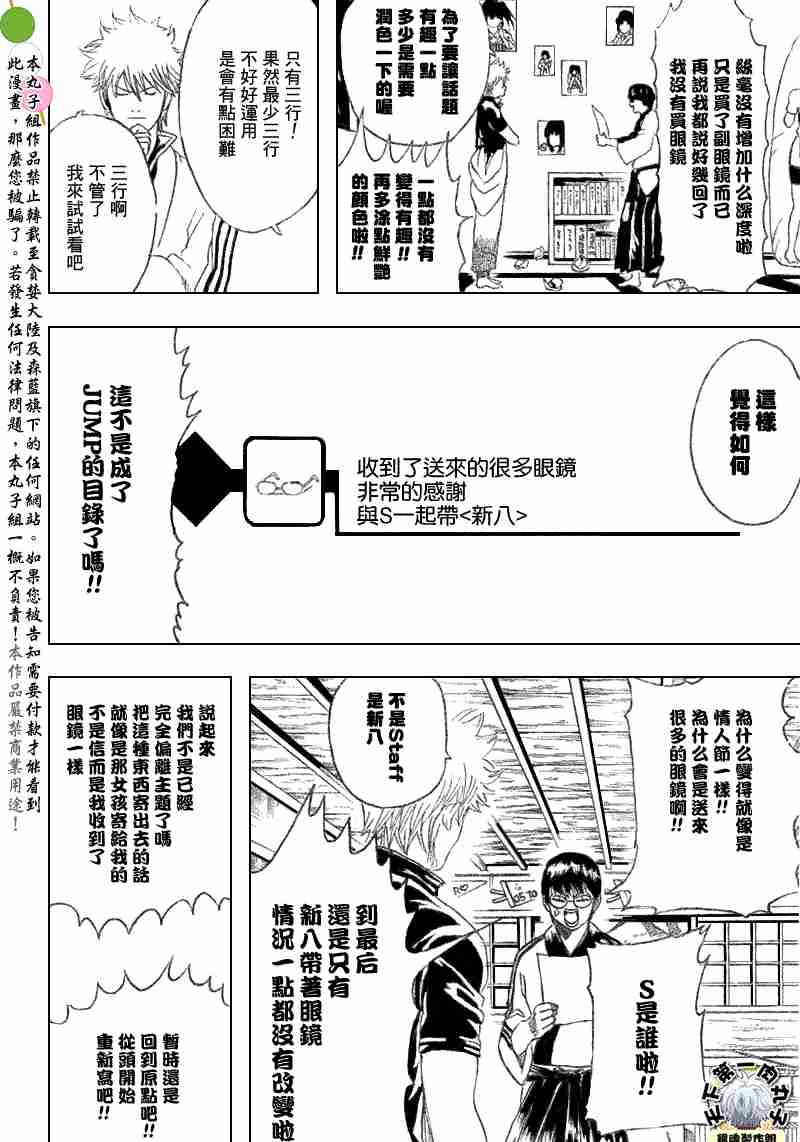 絲毫沒有增加什么深度啦
只是買了副眼鏡而已
再說我都說好幾回了
我沒有買眼鏡
為了要讓話題
有趣一點
多少是需要
潤色一下的喔
一點都沒有
變得有趣!!
再多涂點鮮艷
的顏色啦!!
只有三行!
果然最少三行
不好好運用
是會有點困難
三行啊
不管了
我來試試看吧
這樣
覺得如何
收到了送來的很多眼鏡
非常的感謝
與S一起帶<新八>
這不是成了
JUMP的目錄了嗎!!
為什么變得就像是
情人節一樣
為什么會是送來
很多的眼鏡啊!!
不是Staff
是新八
S是誰啦!!
到最后
還是只有
新八帶著眼鏡
情況一點都沒有改變啦
說起來
我們不是已經
完全偏離主題了嗎
把這種東西寄出去的話
就像是那女孩寄給我的
不是信而是我收到了
眼鏡一樣
暫時還是
回到原點吧!!
從頭開始
重新寫吧!!
本丸子組作品禁止轉載至貪婪大陸及森藍旗下的任何網站。如果您被告知需要付款才能看到
此漫畫,那麼您被騙了。若發生任何法律問題,本丸子組一概不負責!本作品嚴禁商業用途!
天下第一肉丸子